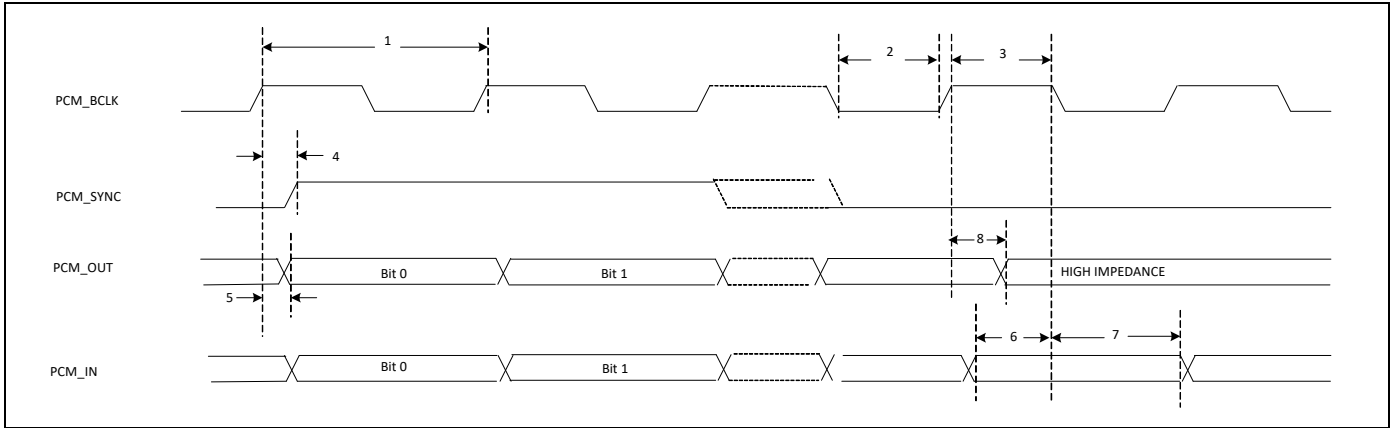 1
2
3
PCM_BCLK
4
PCM_SYNC
8
PCM_OUT
Bit 0
Bit 1
HIGH IMPEDANCE
5
6
7
PCM_IN
Bit 0
Bit 1